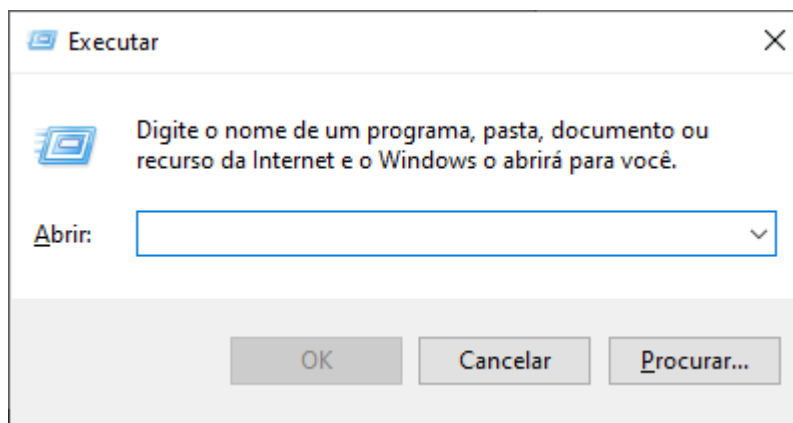 Executar
Digite o nome de um programa, pasta, documento ou
recurso da Internet e o Windows o abrirá para você.
Abrir:
OK Cancelar Procurar...